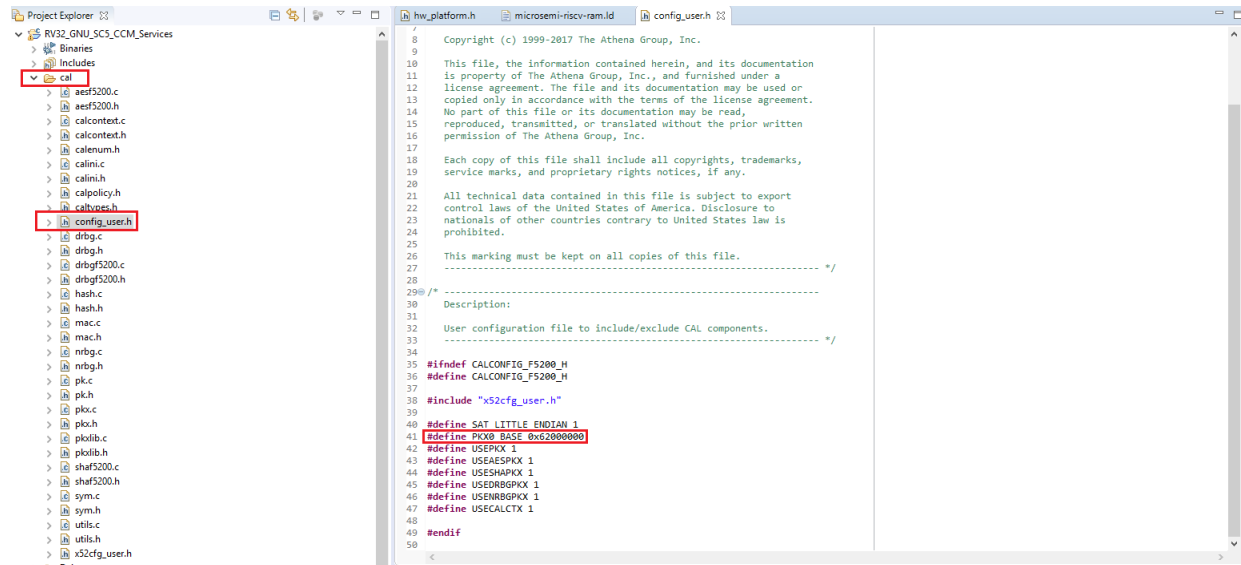 Project Explorer
RV32_GNU_SC5_CCM_Services
Binaries
Includes
cal
aesf5200.c
aesf5200.h
calcontext.c
calcontext.h
calenum.h
calini.c
calini.h
calpolicy.h
caltypes.h
config_user.h
drbg.c
drbg.h
drbgf5200.c
drbgf5200.h
hash.c
hash.h
mac.c
mac.h
nrbg.c
nrbg.h
pk.c
pk.h
pkx.c
pkx.h
pkxlib.c
pkxlib.h
shaf5200.c
shaf5200.h
sym.c
sym.h
utils.c
utils.h
x52cfg_user.h
hw_platform.h microsemi-riscv-ram.ld config_user.h
7
8 Copyright (c) 1999-2017 The Athena Group, Inc.
9
10 This file, the information contained herein, and its documentation
11 is property of The Athena Group, Inc., and furnished under a
12 license agreement. The file and its documentation may be used or
13 copied only in accordance with the terms of the license agreement.
14 No part of this file or its documentation may be read,
15 reproduced, transmitted, or translated without the prior written
16 permission of The Athena Group, Inc.
17
18 Each copy of this file shall include all copyrights, trademarks,
19 service marks, and proprietary rights notices, if any.
20
21 All technical data contained in this file is subject to export
22 control laws of the United States of America. Disclosure to
23 nationals of other countries contrary to United States law is
24 prohibited.
25
26 This marking must be kept on all copies of this file.
27 ------------------------------------------------------------------- */
28
29 /* -------------------------------------------------------------------
30 Description:
31
32 User configuration file to include/exclude CAL components.
33 ------------------------------------------------------------------- */
34
35 #ifndef CALCONFIG_F5200_H
36 #define CALCONFIG_F5200_H
37
38 #include "x52cfg_user.h"
39
40 #define SAT_LITTLE_ENDIAN 1
41 #define PKX0_BASE 0x62000000
42 #define USEPKX 1
43 #define USEAESPKX 1
44 #define USESHAPKX 1
45 #define USEDRBGPKX 1
46 #define USENRBGPKX 1
47 #define USECALCTX 1
48
49 #endif
50